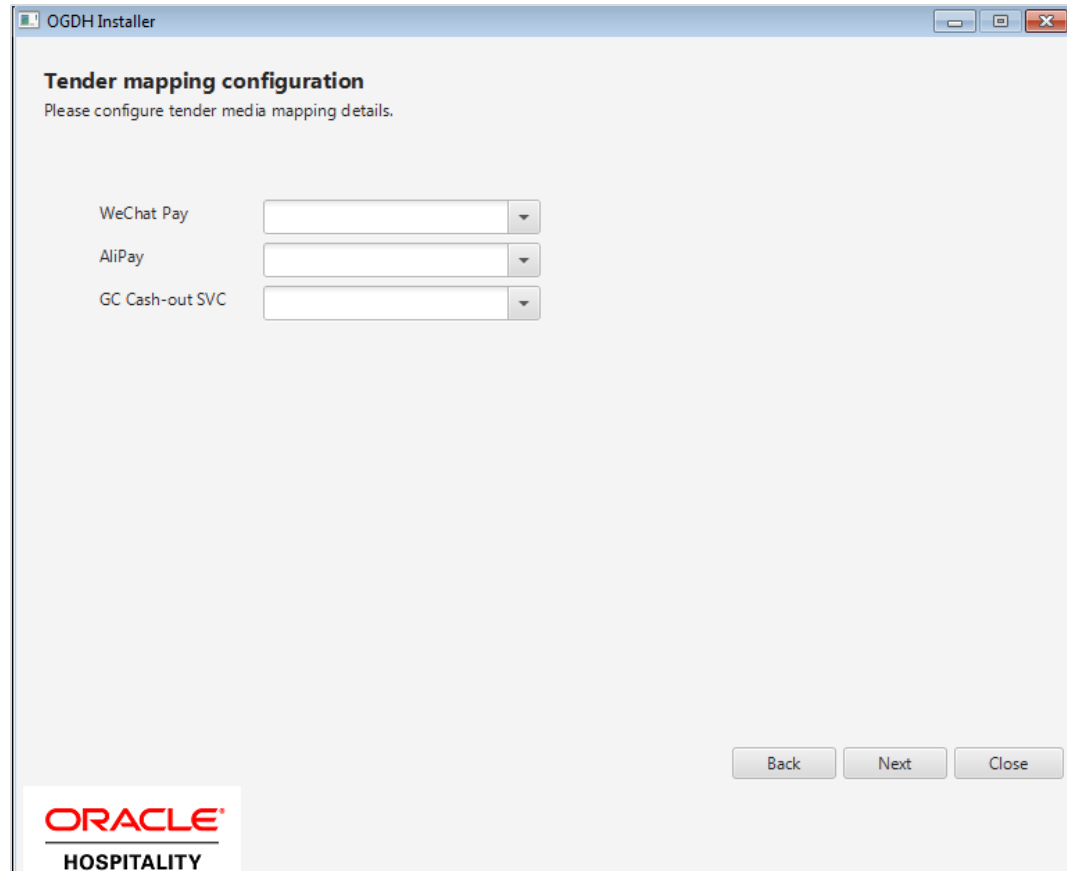 OGDH Installer
Tender mapping configuration
Please configure tender media mapping details.
WeChat Pay
AliPay
GC Cash-out SVC
Back Next Close
ORACLE®
HOSPITALITY